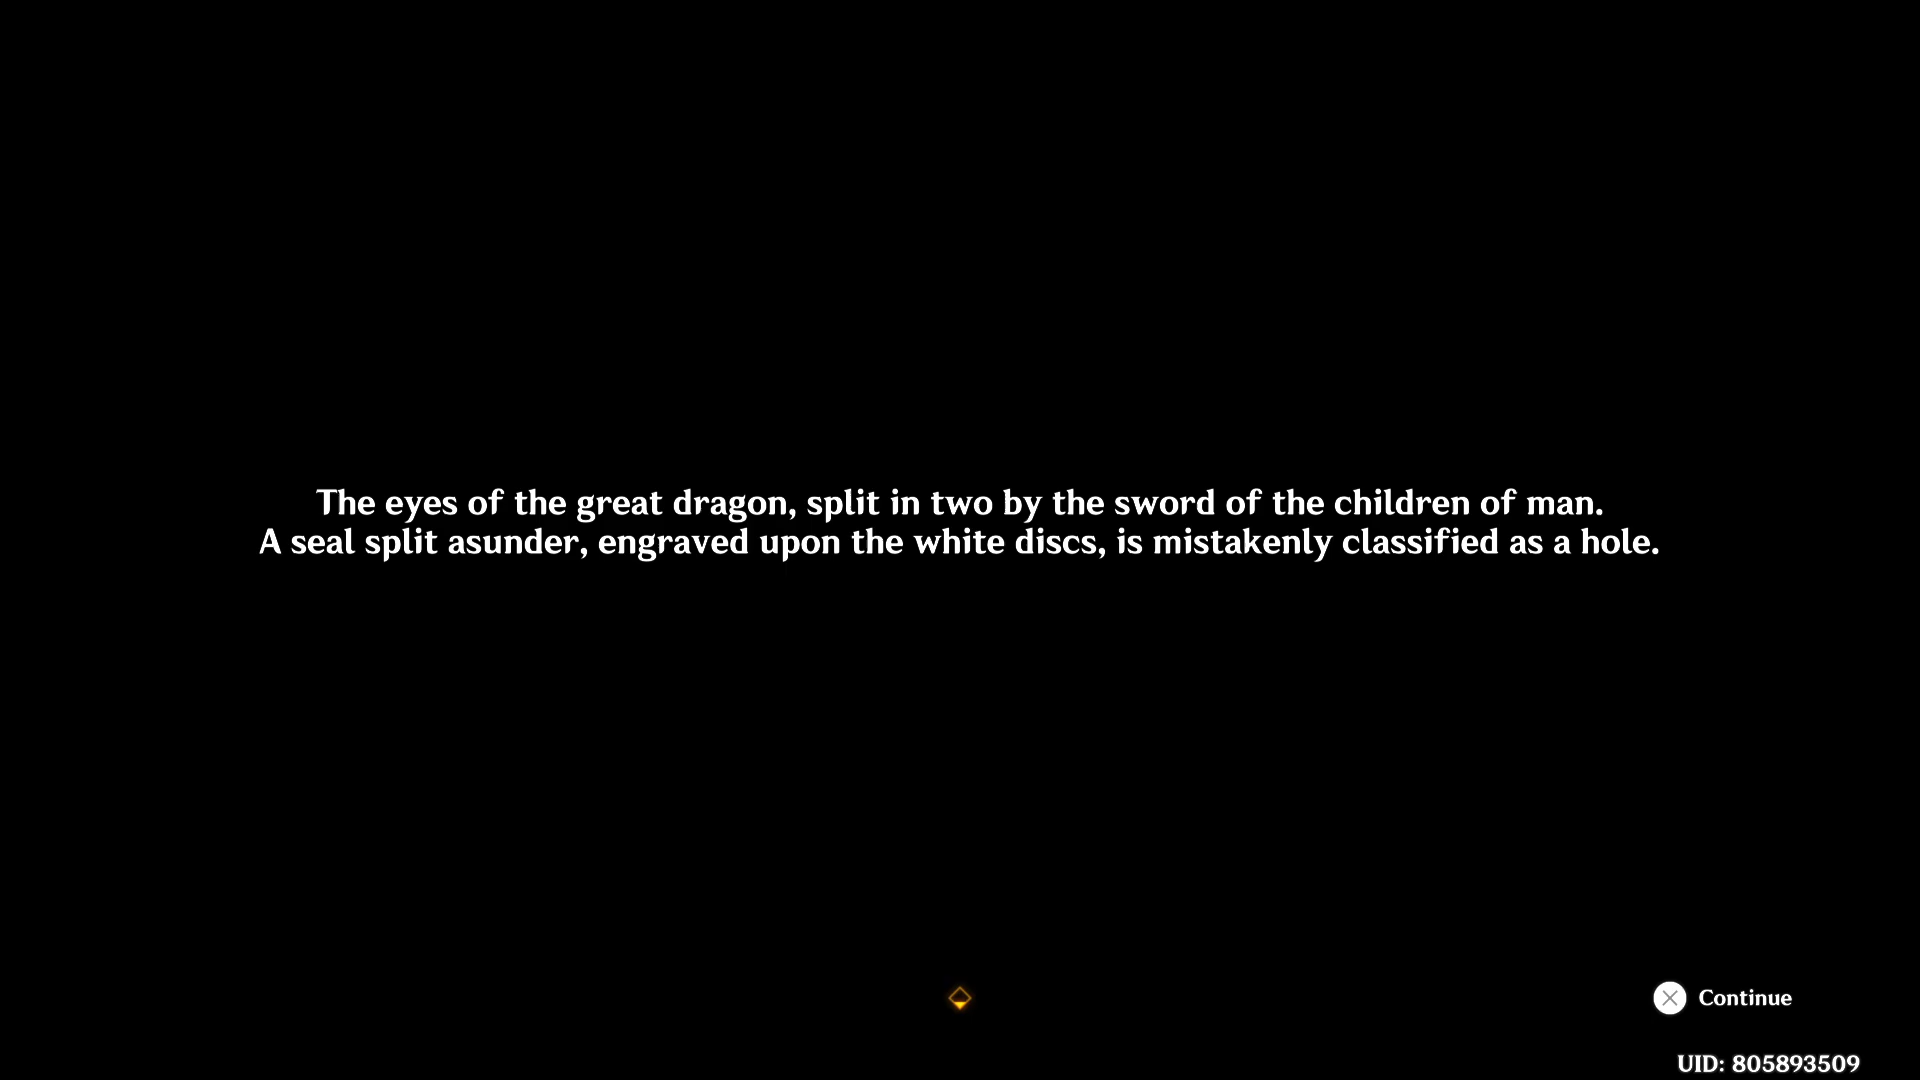 The eyes of the great dragon, split in two by the sword of the children of man.
A seal split asunder, engraved upon the white discs, is mistakenly classified as a hole.
Continue
UID: 805893509